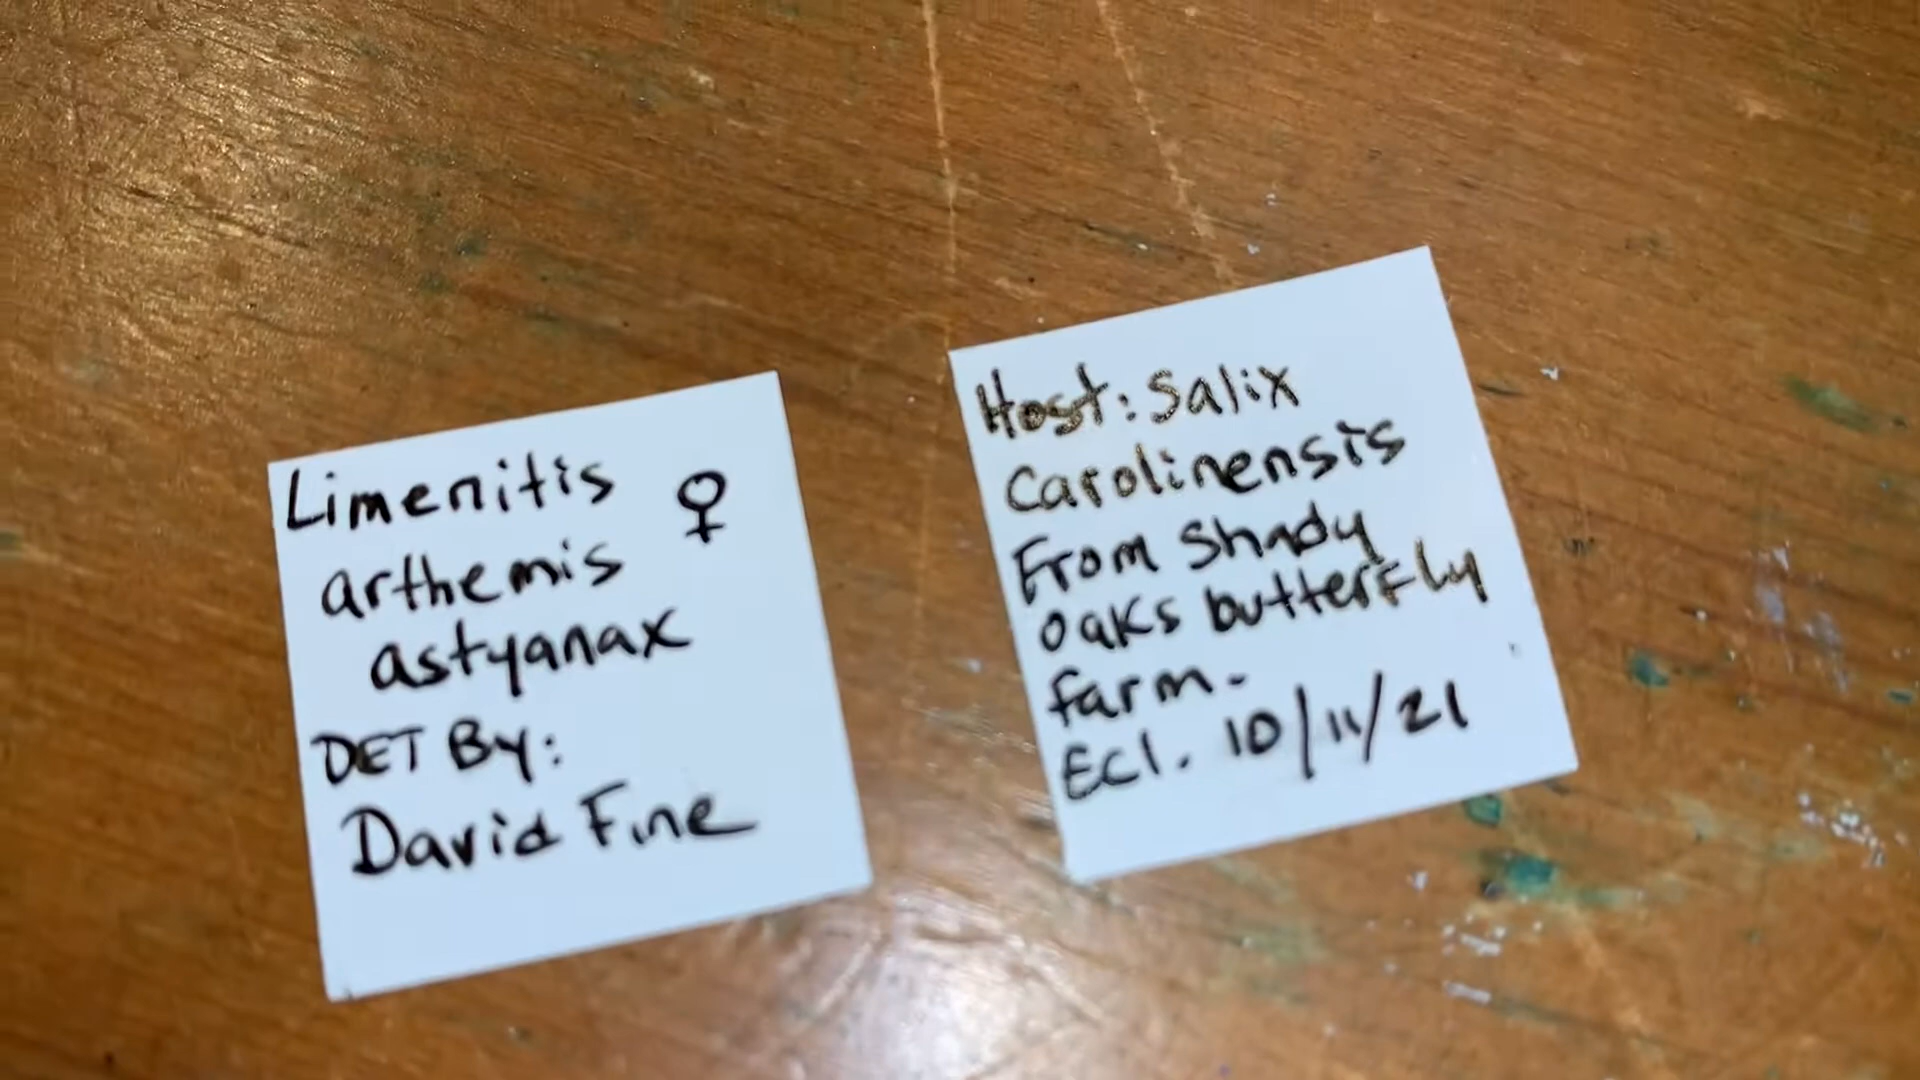 Limenitis ♀
arthemis
astyanax
DET By:
David Fine
Host: Salix
Carolinensis
From Shady
Oaks butterfly
farm.
Ecl. 10/11/21